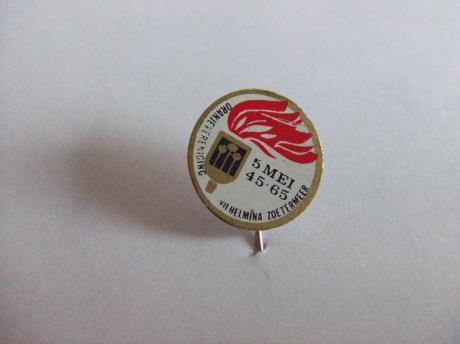 ORANJEVERENIGING
5 MEI
45-65
WILHELMINA ZOETERMEER